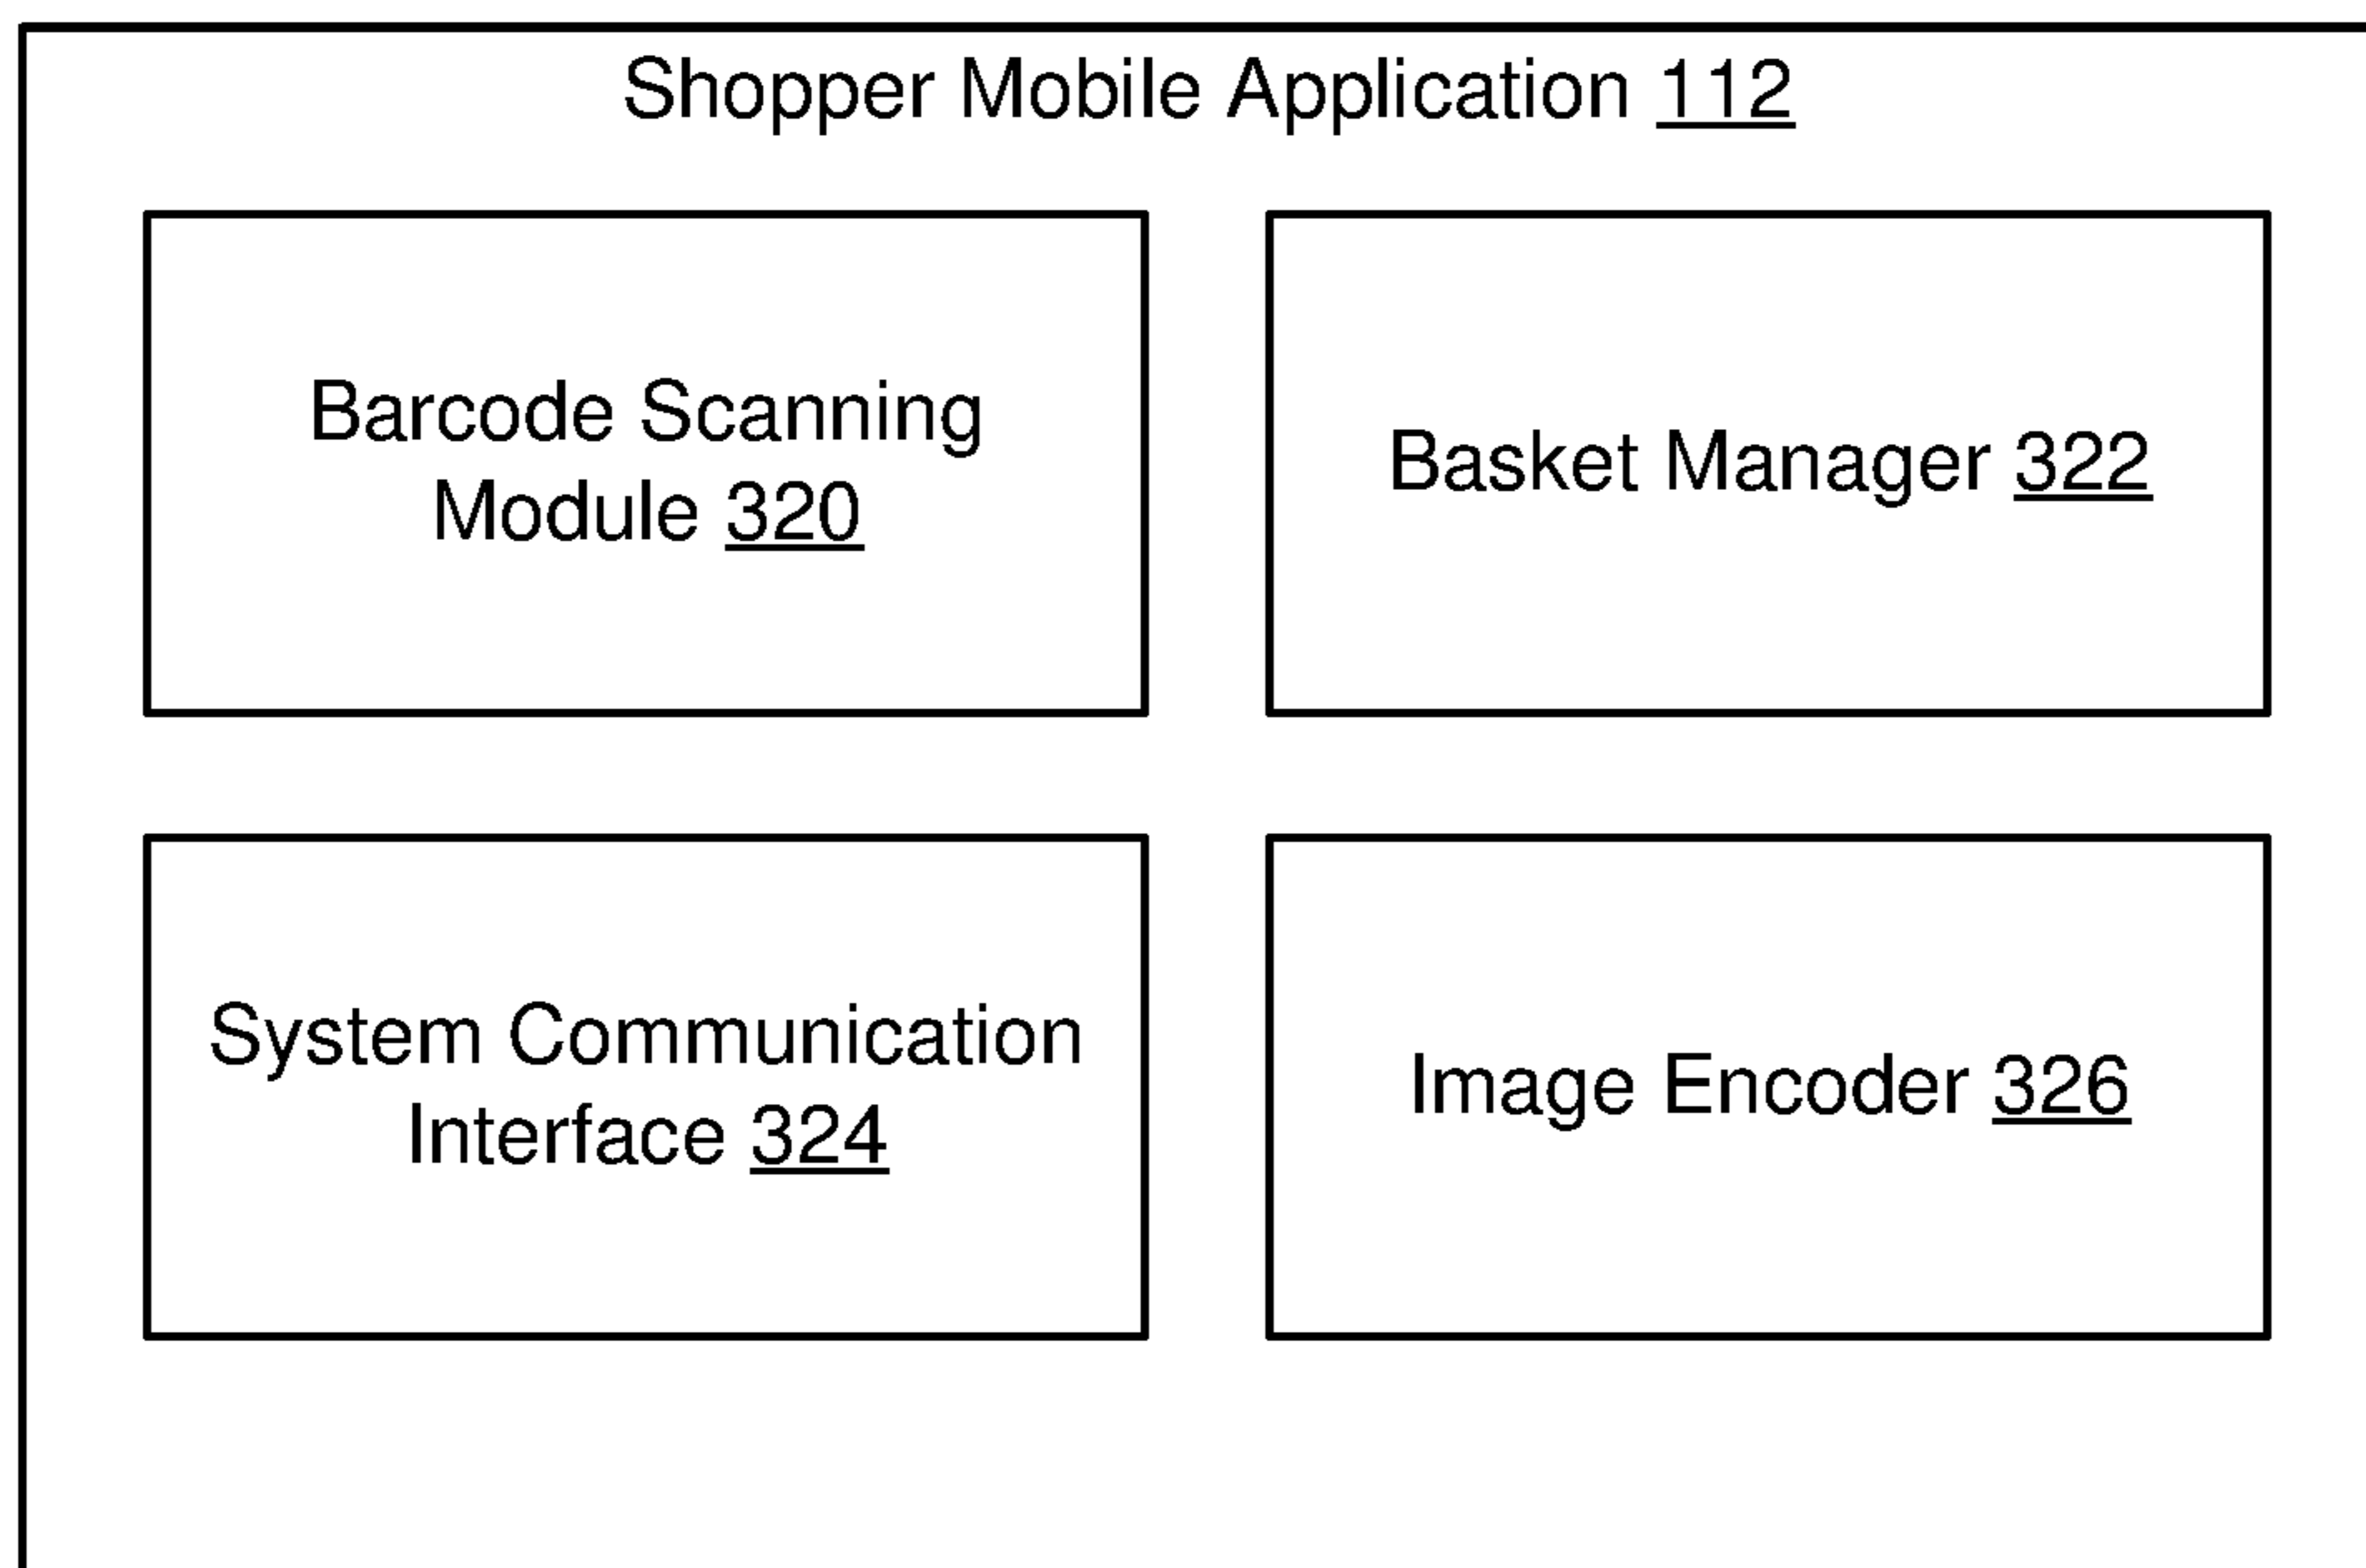 Shopper Mobile Application 112
Barcode Scanning
Module 320
Basket Manager 322
System Communication
Interface 324
Image Encoder 326